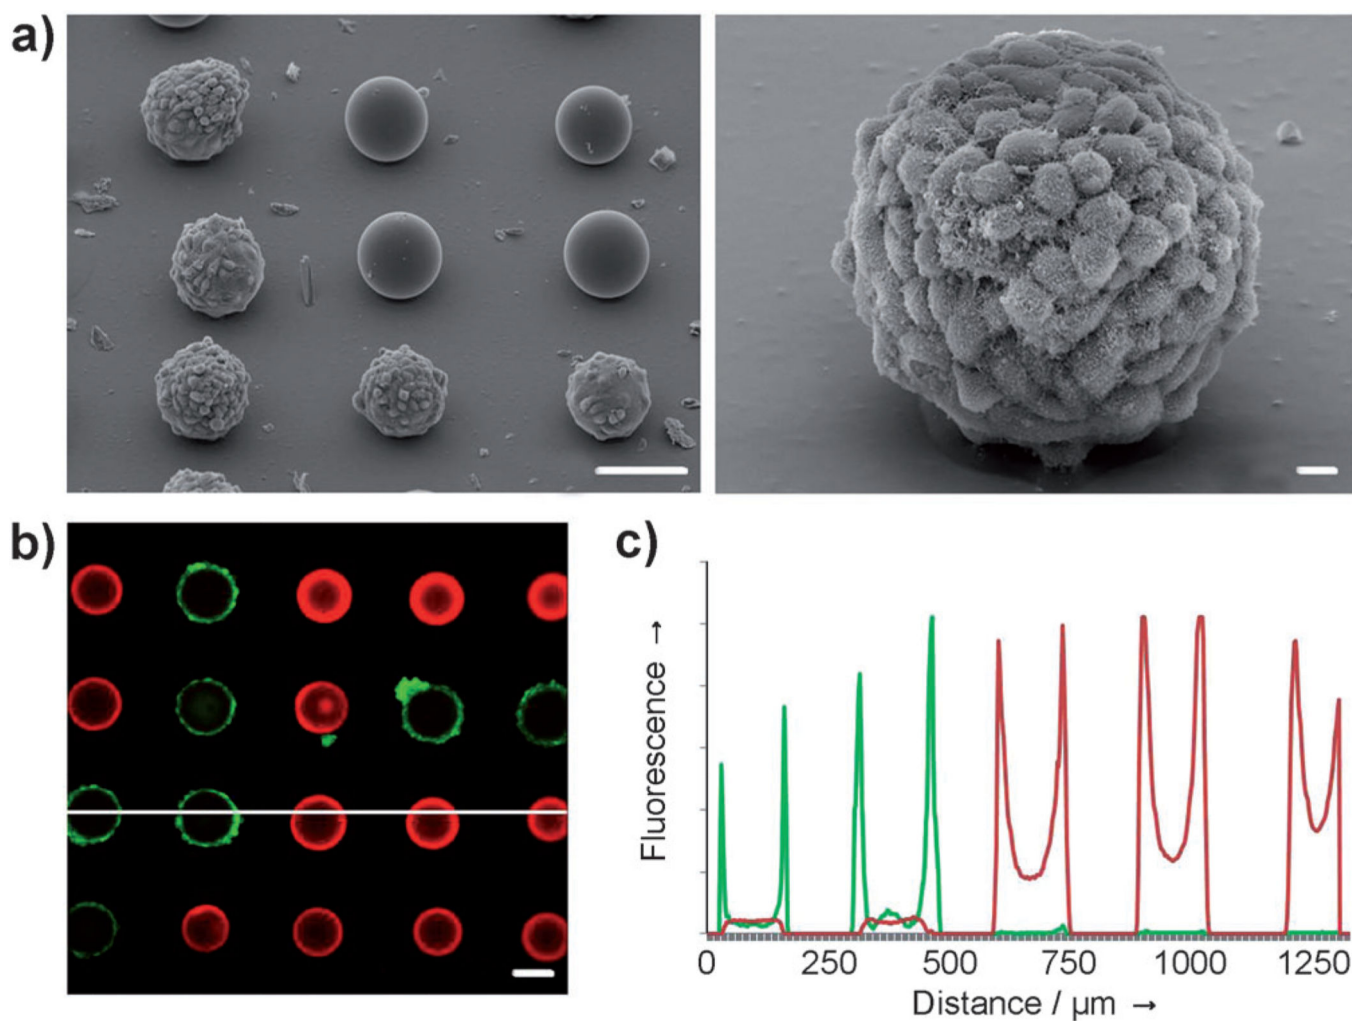 a)
b)
c)
Fluorescence →
0 250 500 750 1000 1250
Distance / µm →